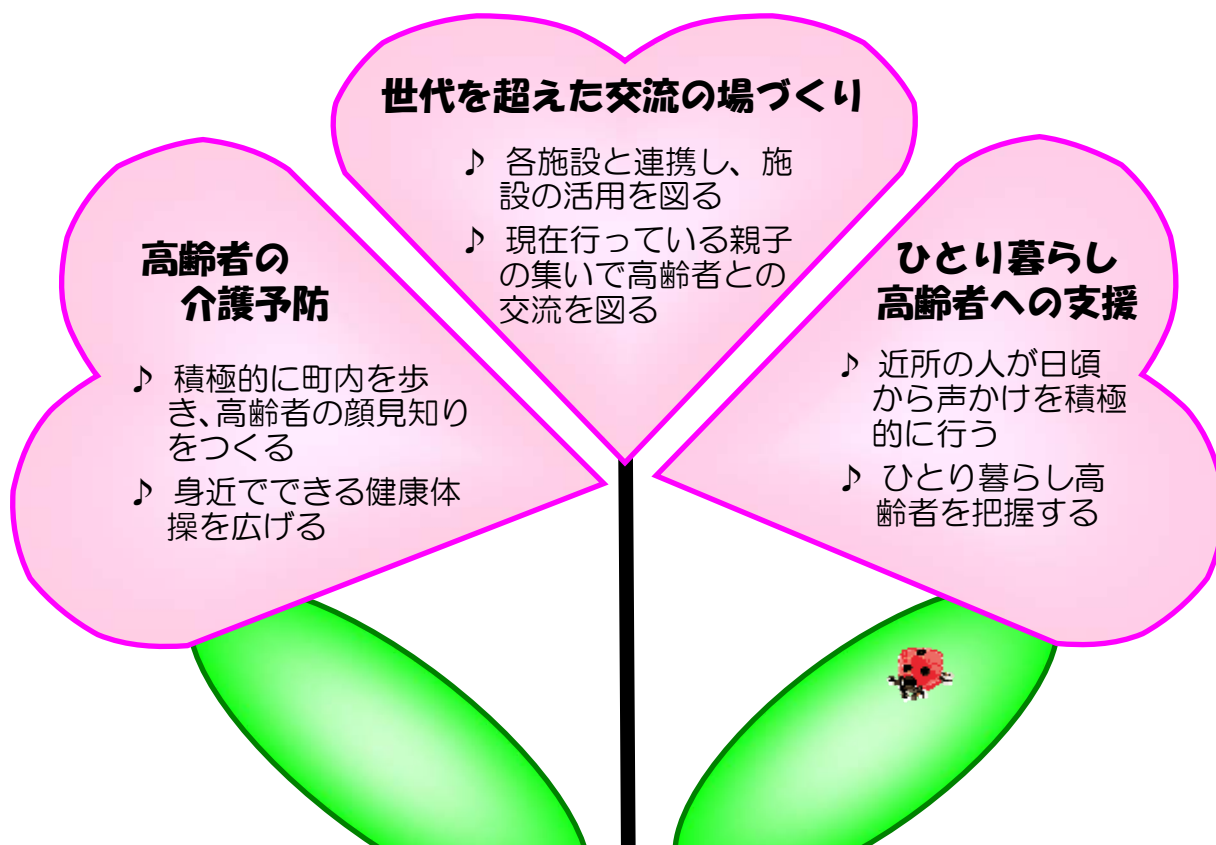 世代を超えた交流の場づくり
♪ 各施設と連携し、施
設の活用を図る
♪ 現在行っている親子
の集いで高齢者との
交流を図る
高齢者の
介護予防
♪ 積極的に町内を歩
き、高齢者の顔見知り
をつくる
♪ 身近でできる健康体
操を広げる
ひとり暮らし
高齢者への支援
♪ 近所の人が日頃
から声かけを積極
的に行う
♪ ひとり暮らし高
齢者を把握する